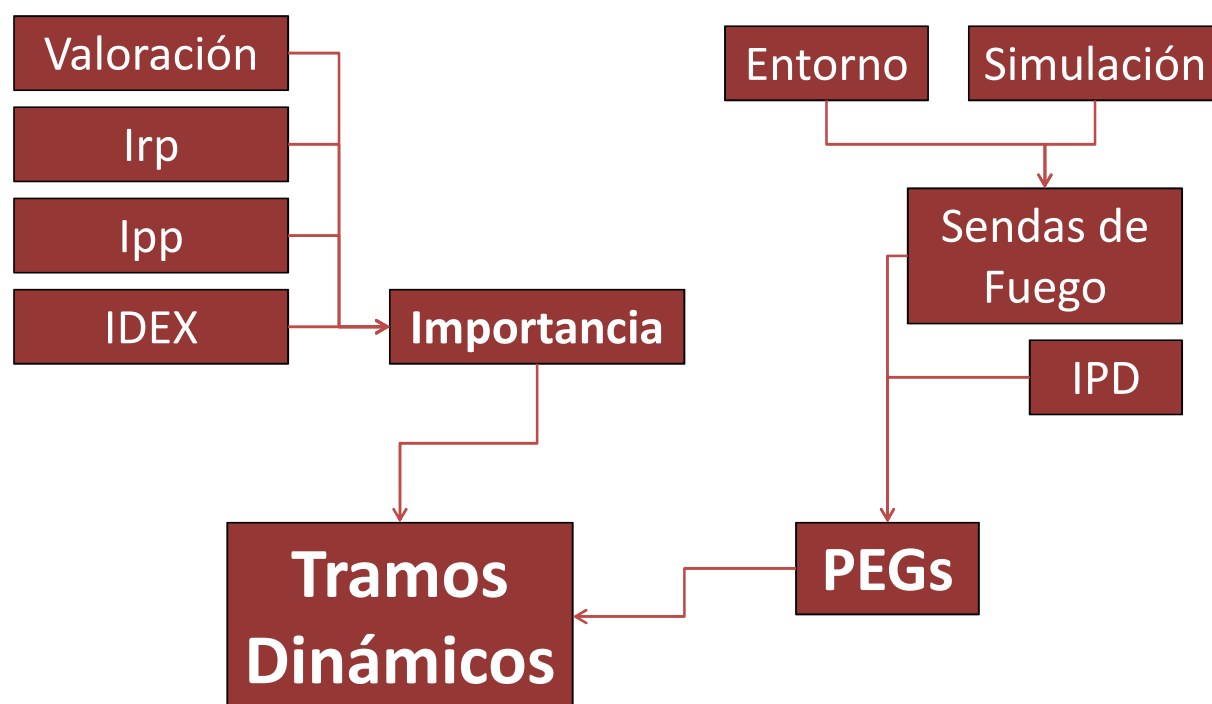 Valoración
Irp
Ipp
IDEX
Importancia
Entorno
Simulación
Sendas de
Fuego
IPD
PEGs
Tramos
Dinámicos